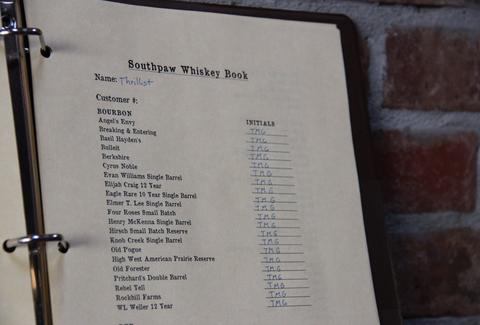 Southpaw Whiskey Book
Name: Thrillist
Customer #:
BOURBON INITIALS
Angel's Envy TMG
Breaking & Entering TMG
Basil Hayden's TMG
Bulleit TMG
Berkshire TMG
Cyrus Noble TMG
Evan Williams Single Barrel TMG
Elijah Craig 12 Year TMG
Eagle Rare 10 Year Single Barrel TMG
Elmer T. Lee Single Barrel TMG
Four Roses Small Batch TMG
Henry McKenna Single Barrel TMG
Hirsch Small Batch Reserve TMG
Knob Creek Single Barrel TMG
Old Pogue TMG
High West American Prairie Reserve TMG
Old Forester TMG
Pritchard's Double Barrel TMG
Rebel Yell TMG
Rockhill Farms TMG
WL Weller 12 Year TMG